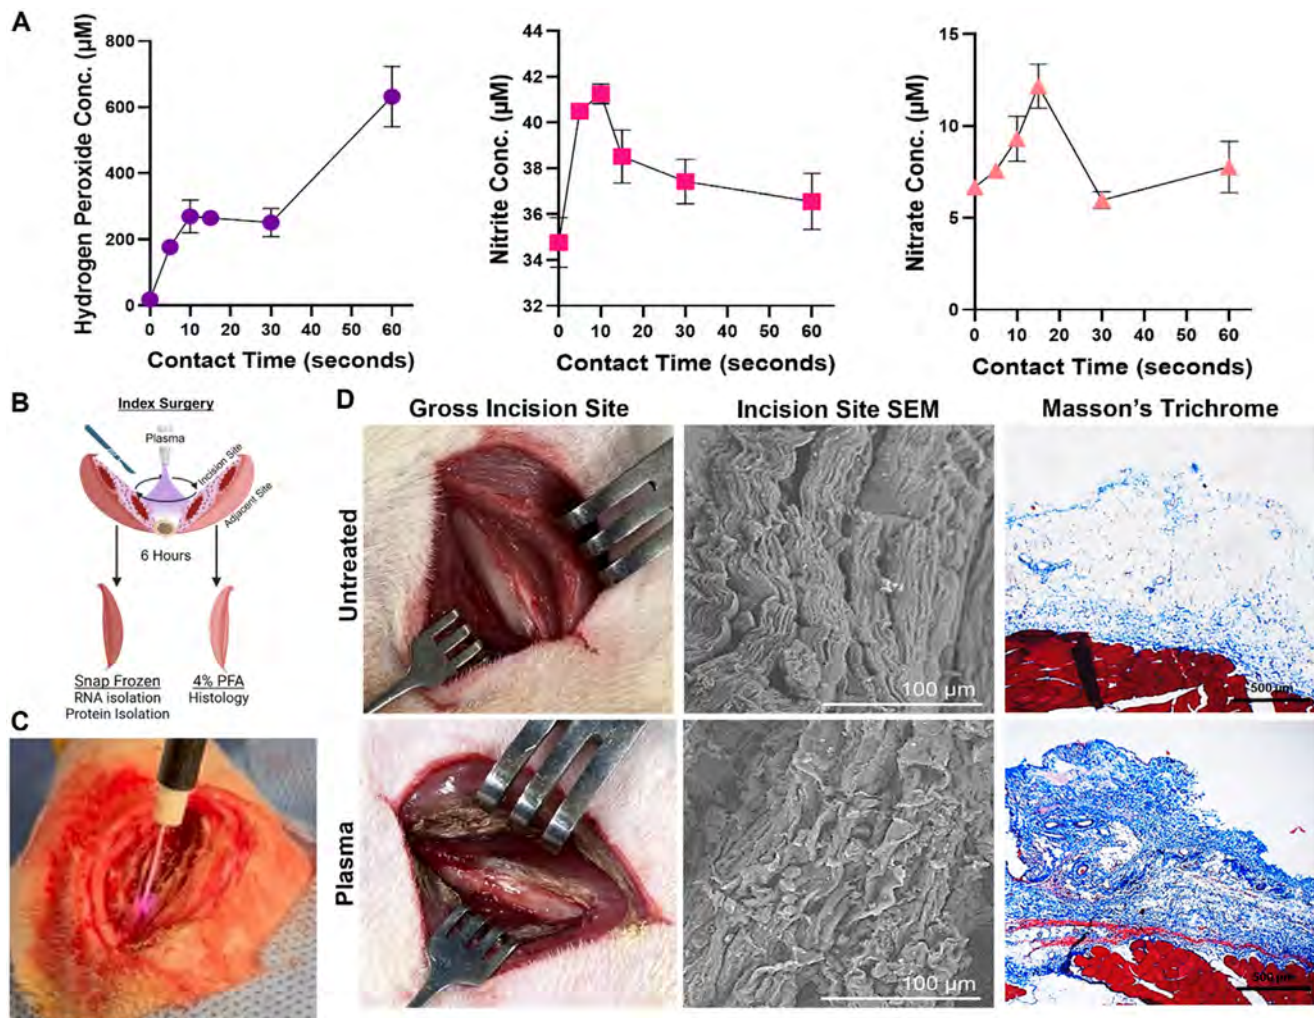 A
Hydrogen Peroxide Conc. (µM)
800
600
400
200
0
0 10 20 30 40 50 60
Contact Time (seconds)
Nitrite Conc. (µM)
44
42
40
38
36
34
32
0 10 20 30 40 50 60
Contact Time (seconds)
Nitrate Conc. (µM)
15
10
5
0
0 10 20 30 40 50 60
Contact Time (seconds)
B
Index Surgery
Plasma
Incision Site
Adjacent Site
6 Hours
Snap Frozen
RNA isolation
Protein Isolation
4% PFA
Histology
C
D
Gross Incision Site
Incision Site SEM
Masson's Trichrome
Untreated
100 µm
500 µm
Plasma
100 µm
500 µm